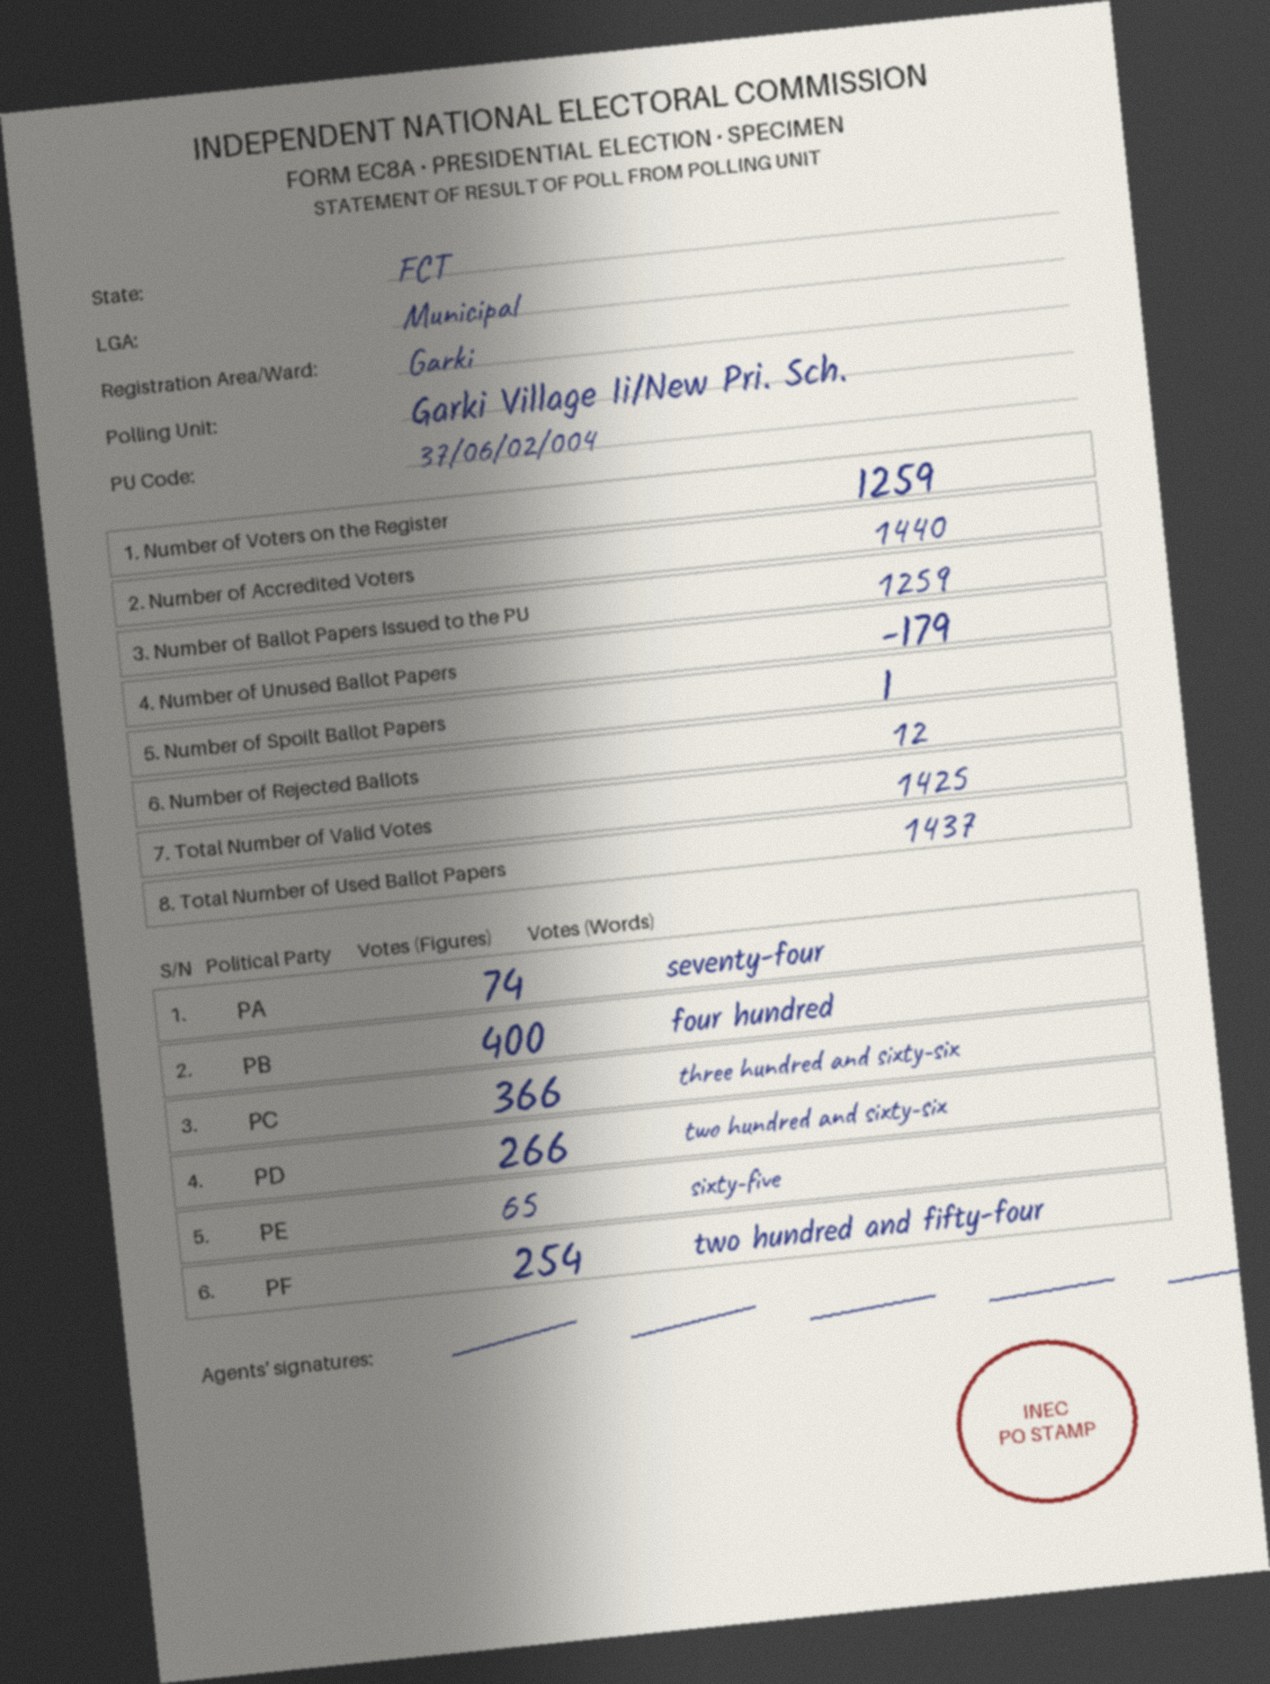 INDEPENDENT NATIONAL ELECTORAL COMMISSION
FORM EC8A · PRESIDENTIAL ELECTION · SPECIMEN
STATEMENT OF RESULT OF POLL FROM POLLING UNIT
State: FCT
LGA: Municipal
Registration Area/Ward: Garki
Polling Unit: Garki Village Ii/New Pri. Sch.
PU Code: 37/06/02/004
1. Number of Voters on the Register 1259
2. Number of Accredited Voters 1440
3. Number of Ballot Papers Issued to the PU 1259
4. Number of Unused Ballot Papers -179
5. Number of Spoilt Ballot Papers 1
6. Number of Rejected Ballots 12
7. Total Number of Valid Votes 1425
8. Total Number of Used Ballot Papers 1437
S/N Political Party Votes (Figures) Votes (Words)
1. PA 74 seventy-four
2. PB 400 four hundred
3. PC 366 three hundred and sixty-six
4. PD 266 two hundred and sixty-six
5. PE 65 sixty-five
6. PF 254 two hundred and fifty-four
Agents' signatures:
INEC
PO STAMP